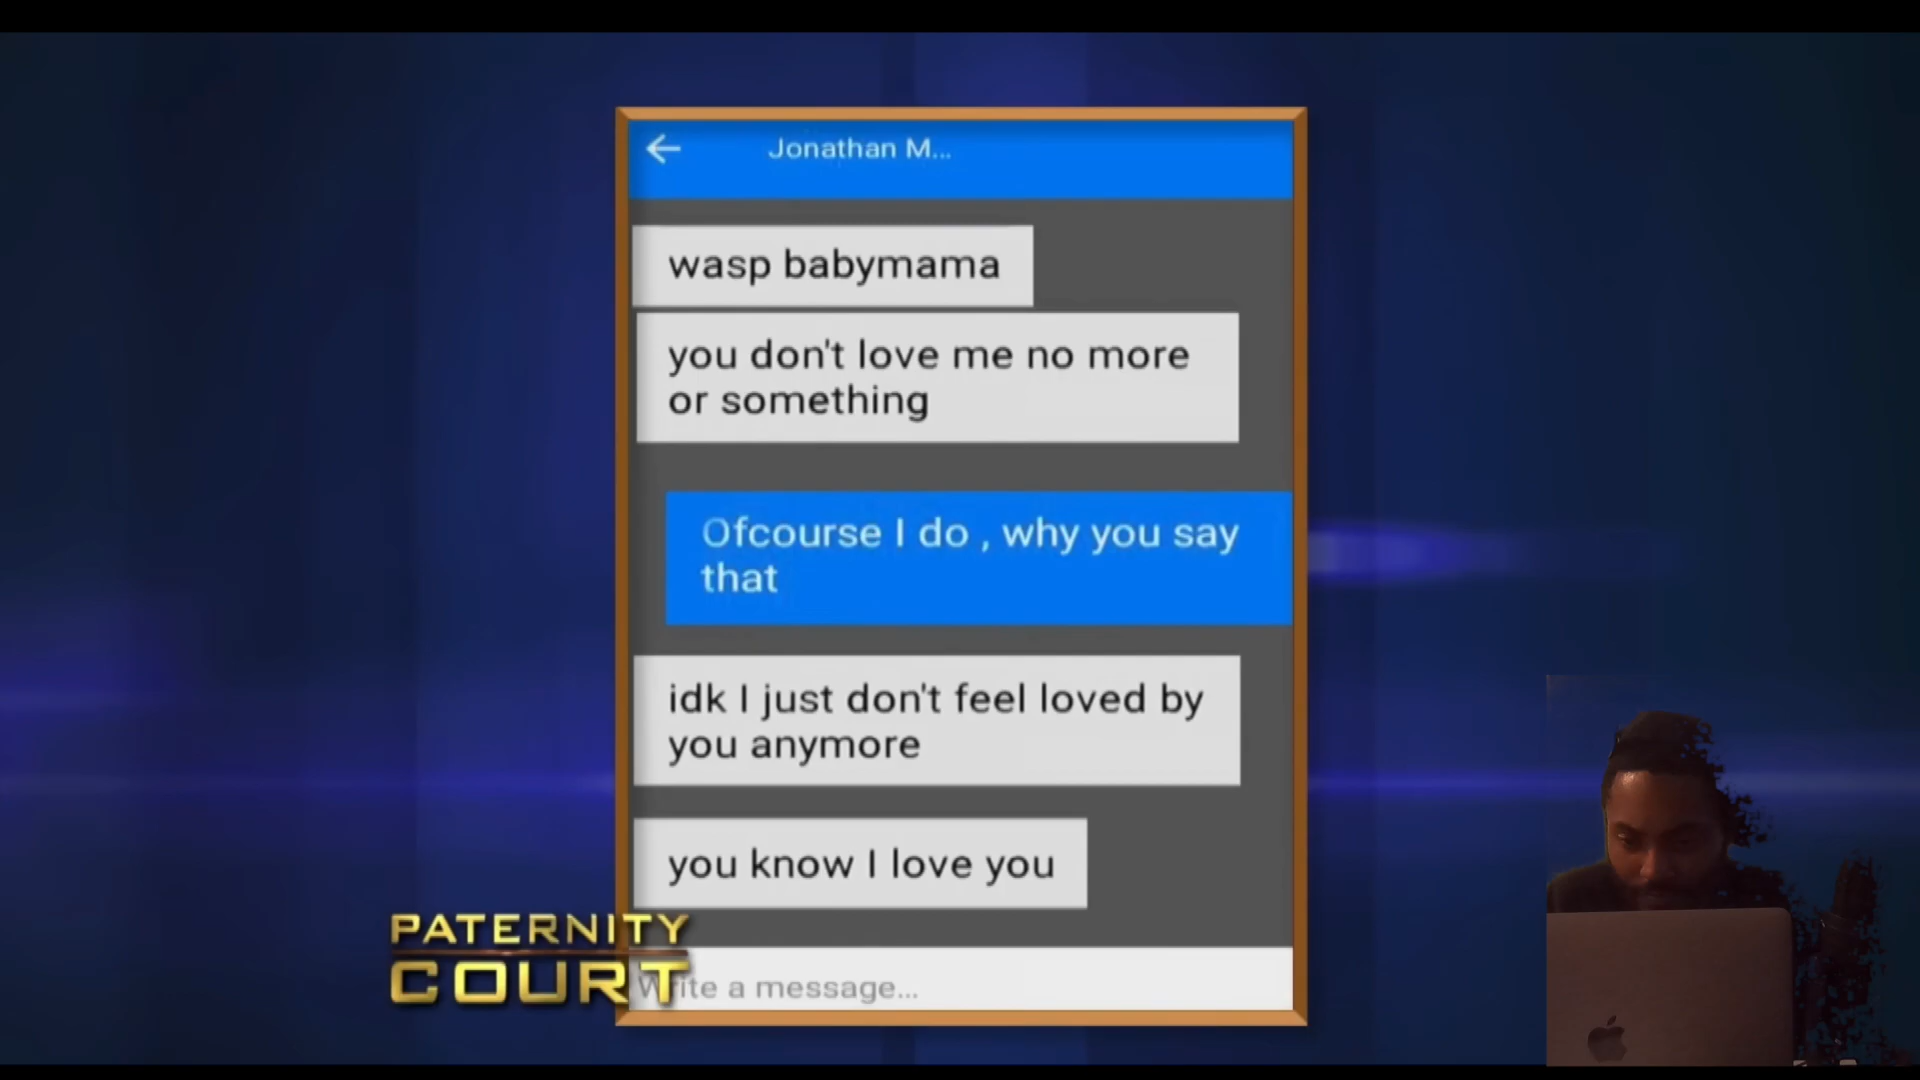 Jonathan M...
wasp babymama
you don't love me no more
or something
Ofcourse I do , why you say
that
idk I just don't feel loved by
you anymore
you know I love you
PATERNITY
COURT
Write a message...